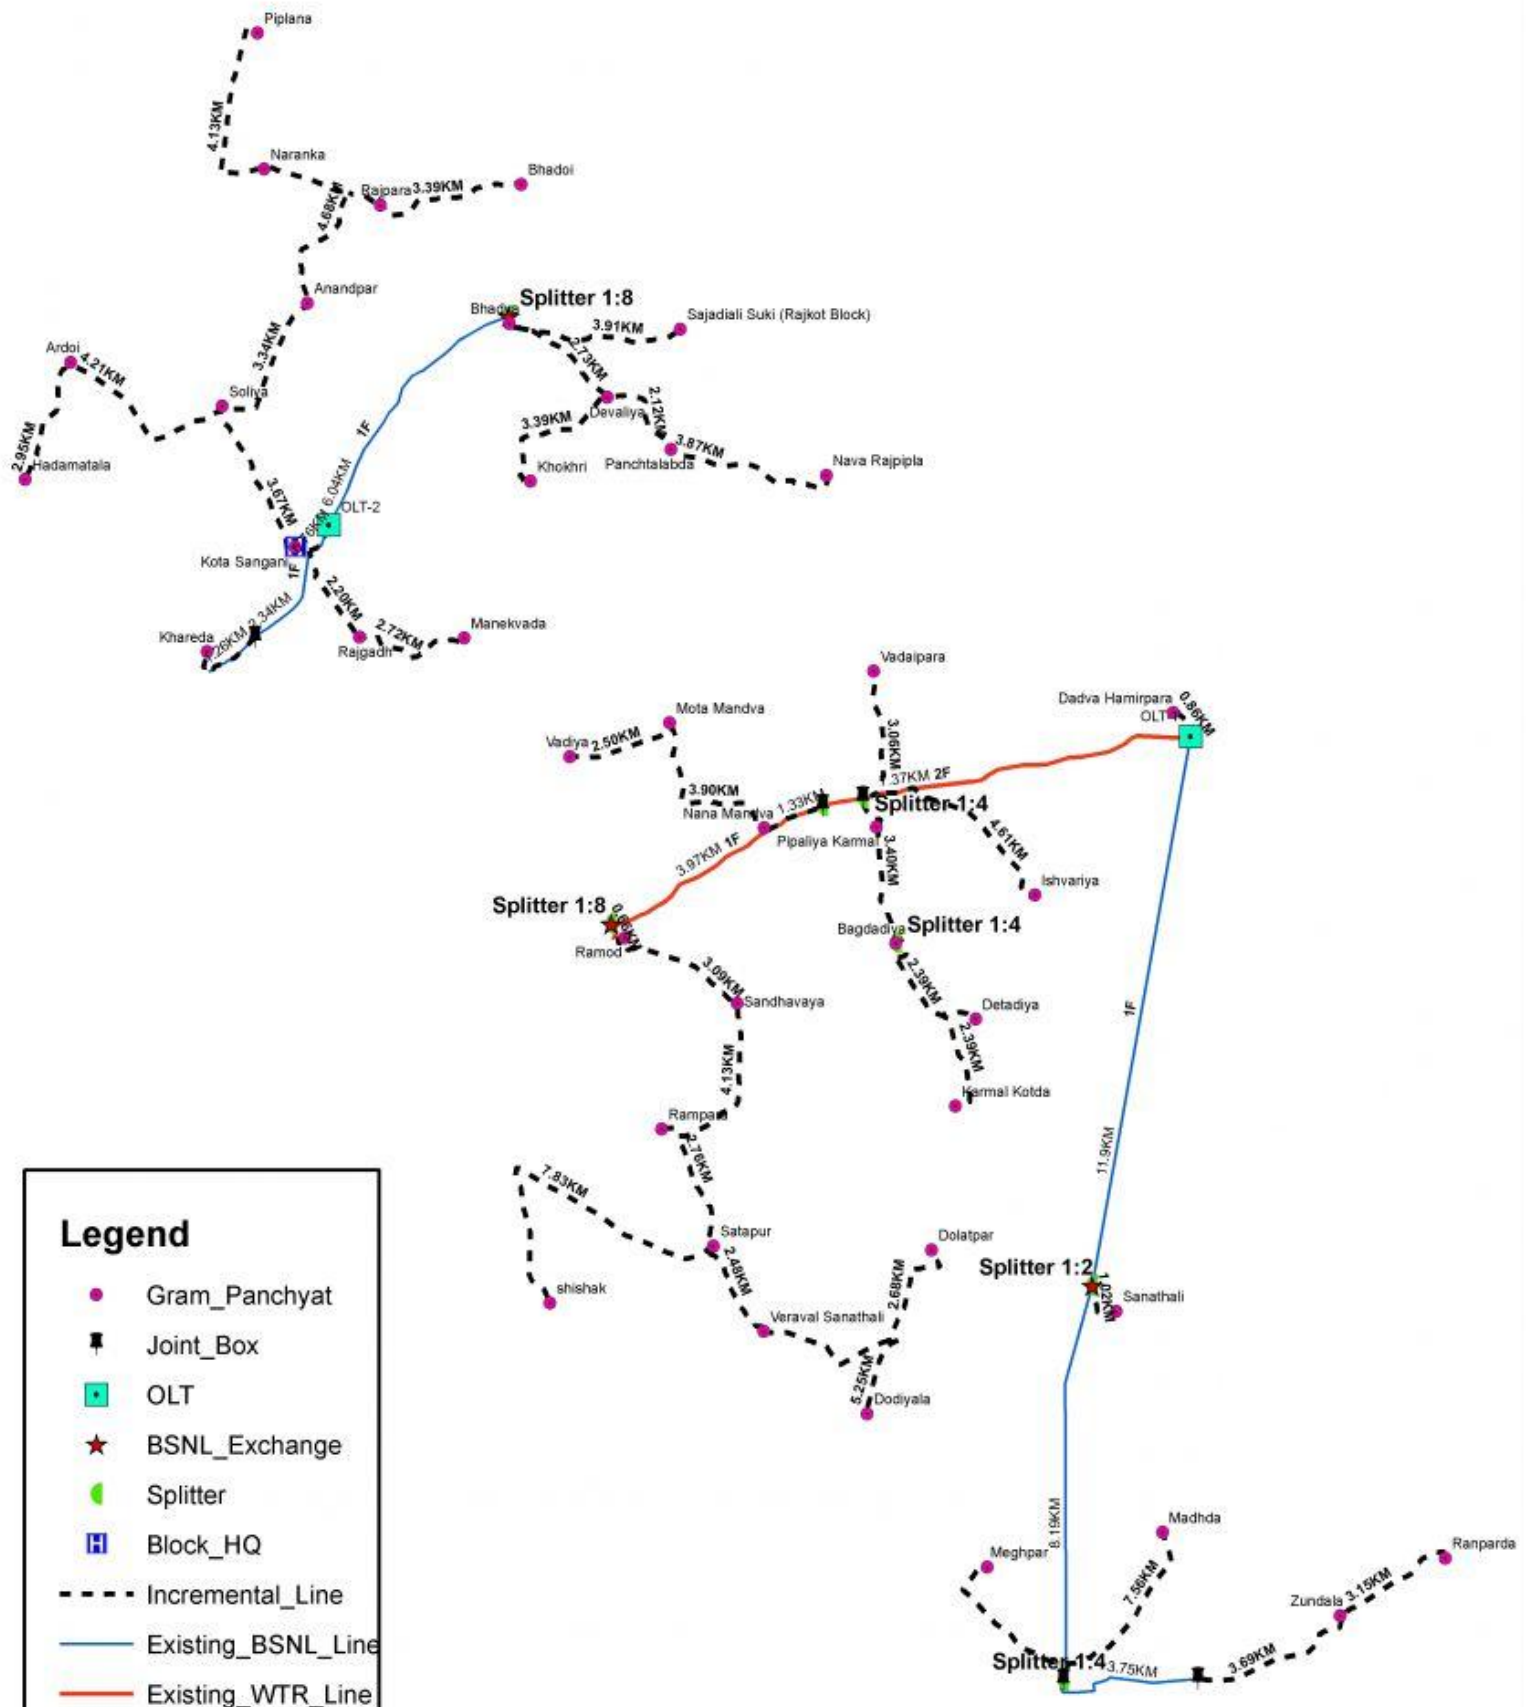 Piplana
4.13KM
Naranka
Bhadoi
Rajpara
3.39KM
4.68KM
Anandpar
Splitter 1:8
Bhadva
3.91KM
Sajadiali Suki (Rajkot Block)
3.34KM
2.73KM
Ardoi
4.21KM
Soliya
Devaliya
2.12KM
3.39KM
1F
2.95KM
Hadamatala
Khokhri
Panchtalabda
3.87KM
Nava Rajpipla
3.67KM
6.04KM
OLT-2
Kota Sangani
1F
2.20KM
2.34KM
Khareda
Rajgadh
2.72KM
Manekvada
Vadaipara
Dadva Hamirpara
0.86KM
Mota Mandva
Vadiya
2.50KM
3.06KM
3.90KM
.37KM 2F
Nana Mandva
1.33KM
Splitter 1:4
Pipaliya Karmal
4.61KM
3.97KM 1F
3.40KM
Ishvariya
Splitter 1:8
Ramod
Bagdadiya
Splitter 1:4
3.09KM
Sandhavaya
2.39KM
Detadiya
1F
2.39KM
4.13KM
Karmal Kotda
Rampara
2.76KM
11.9KM
7.83KM
Satapur
2.48KM
Dolatpar
2.68KM
Splitter 1:2
1.02KM
Sanathali
shishak
Veraval Sanathali
5.25KM
Dodiyala
8.19KM
Madhda
Meghpar
7.56KM
Ranparda
3.15KM
Zundala
Splitter 1:4
3.75KM
3.69KM
Legend
Gram_Panchyat
Joint_Box
OLT
BSNL_Exchange
Splitter
Block_HQ
Incremental_Line
Existing_BSNL_Line
Existing_WTR_Line